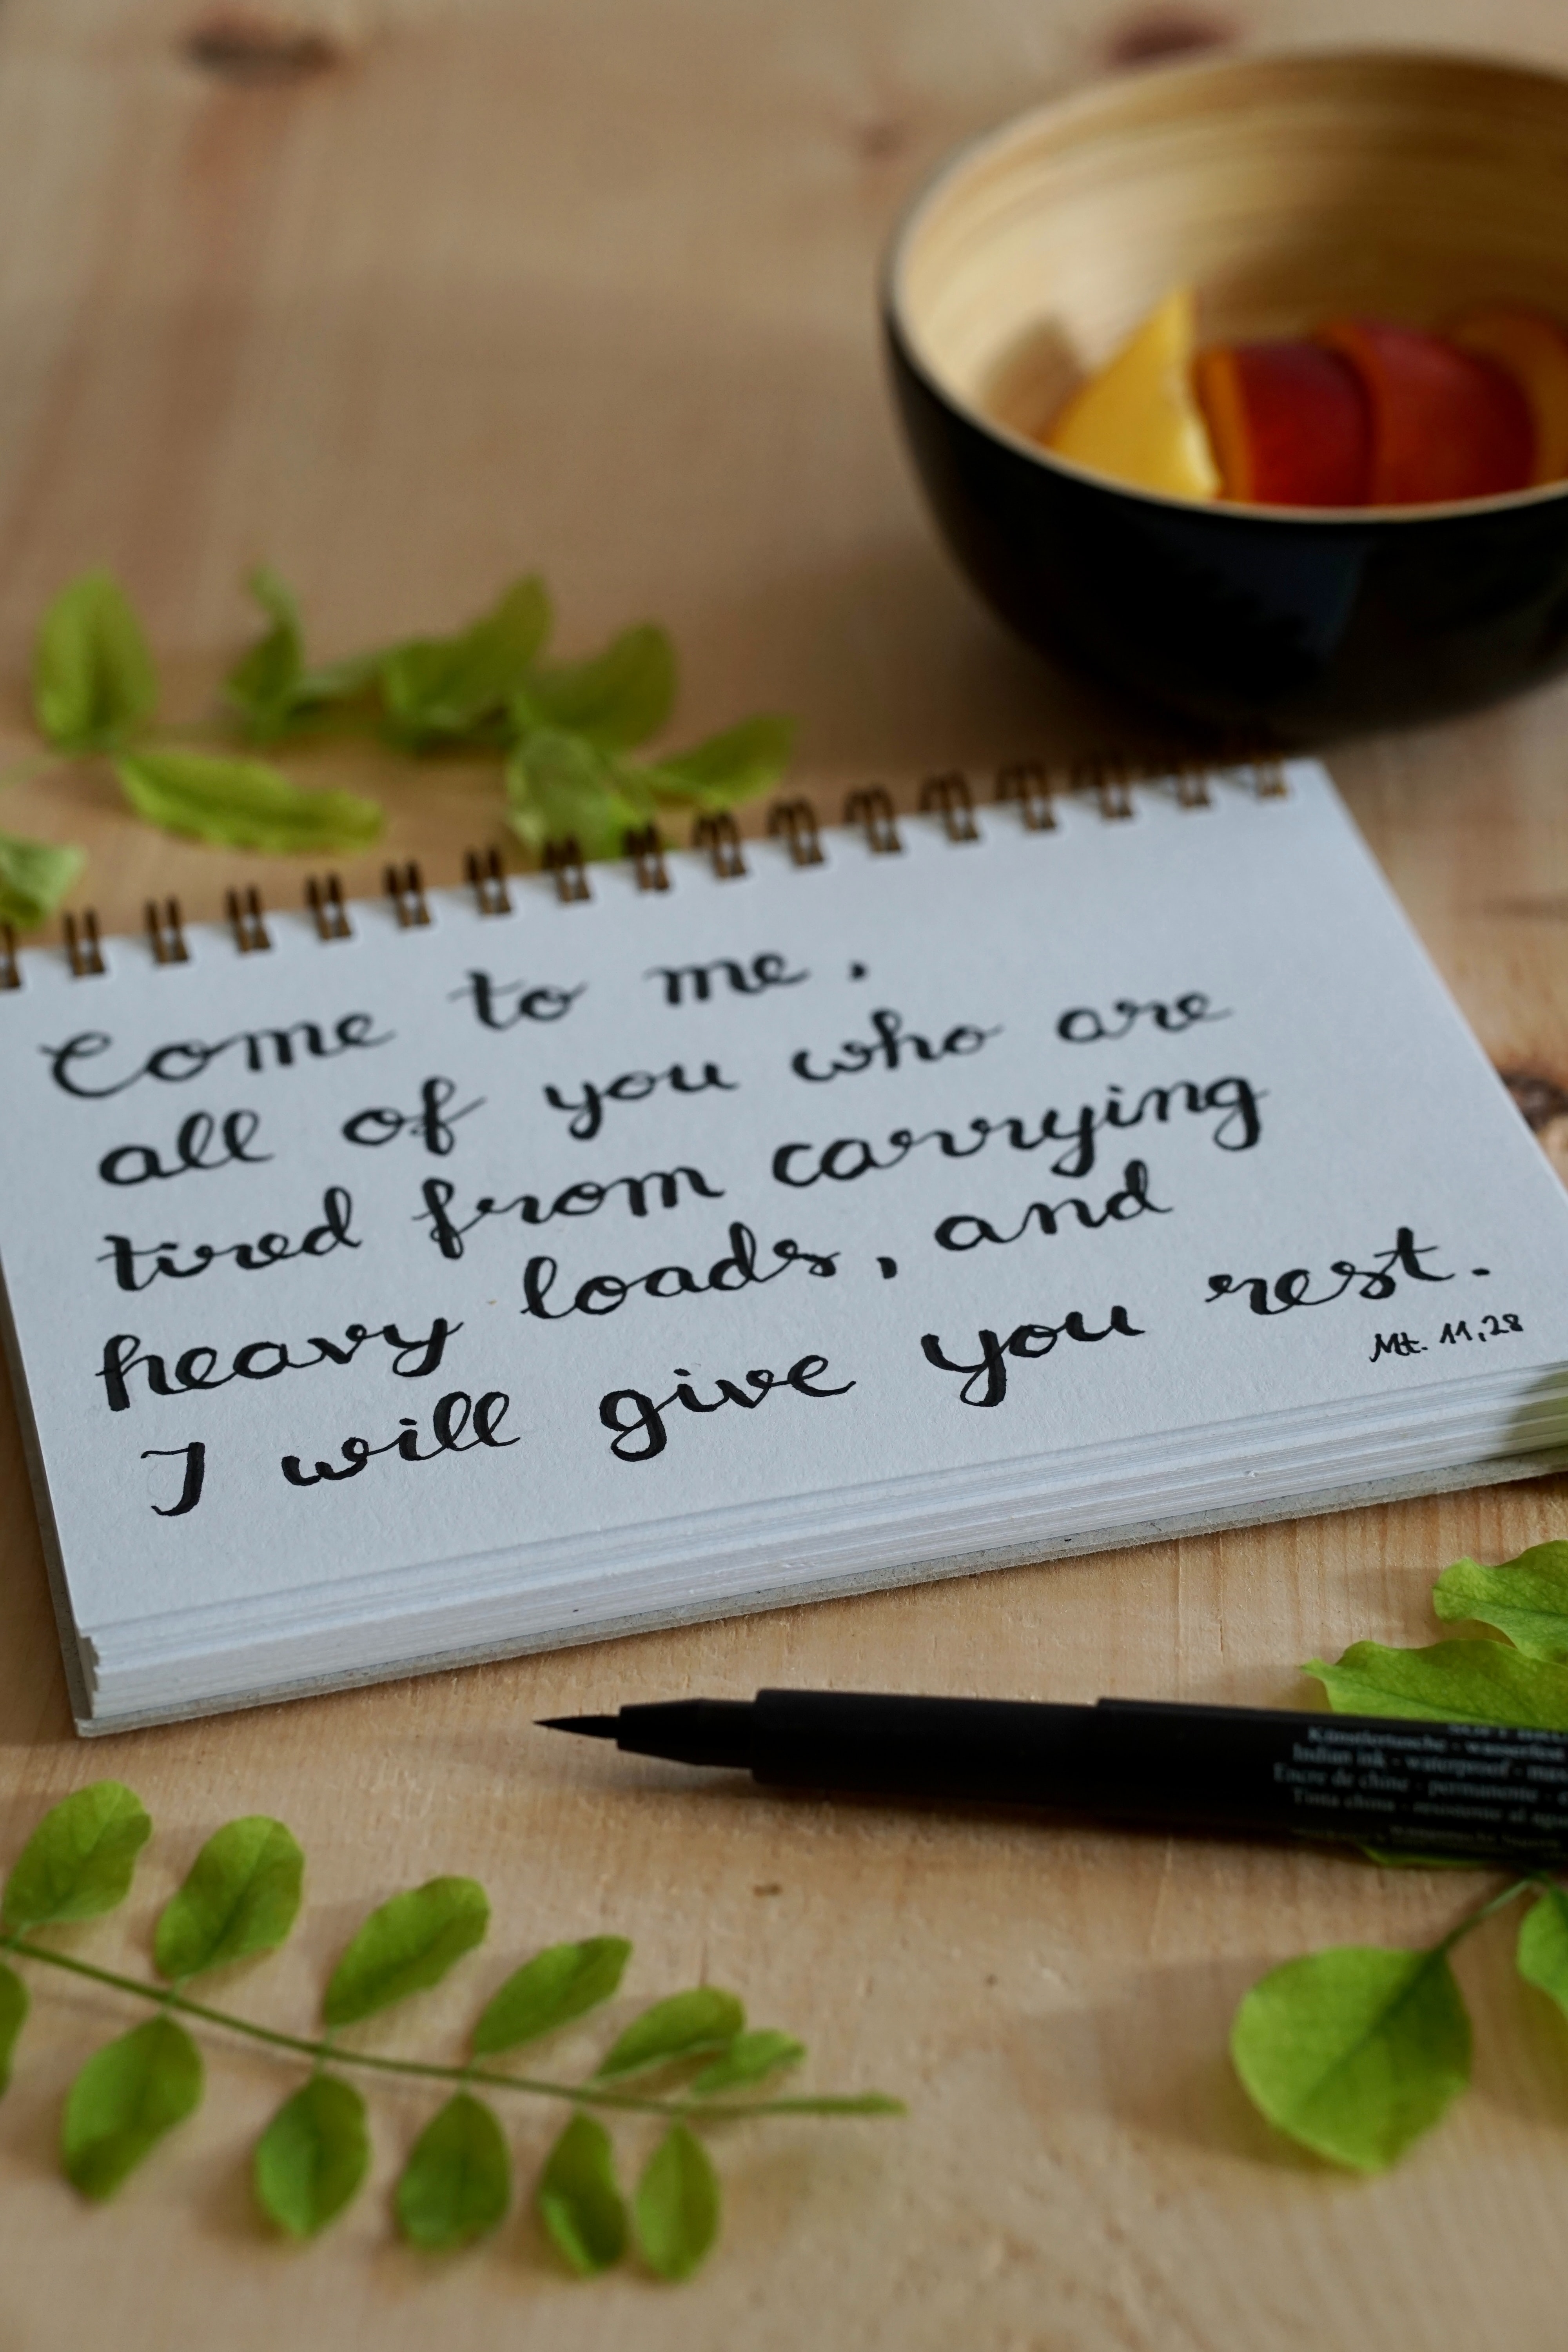 Come to me,
all of you who are
tired from carrying
heavy loads, and
I will give you rest.
Mt. 11,28
Künstlertusche - wasserfest
Indian ink - waterproof -
Encre de chine - permanente -
Tinta china - resistente al